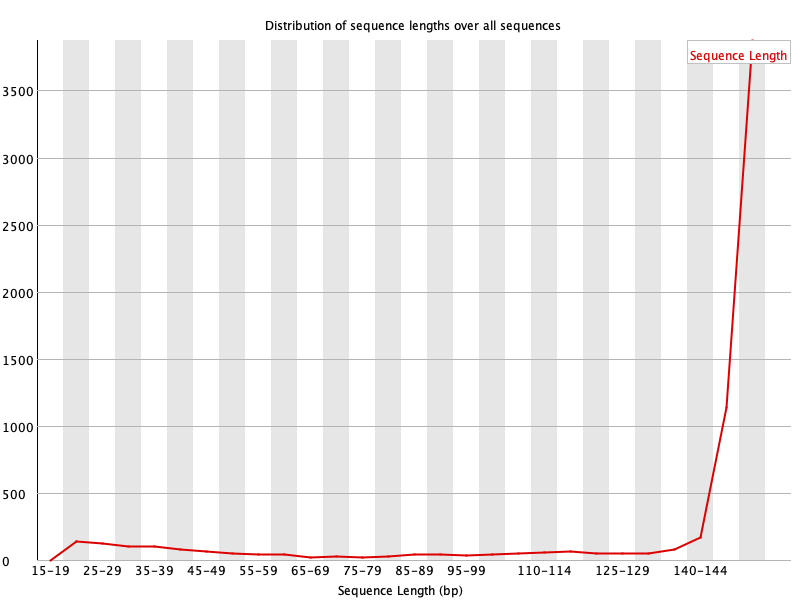 Distribution of sequence lengths over all sequences
Sequence Length
3500
3000
2500
2000
1500
1000
500
0
15-19 25-29 35-39 45-49 55-59 65-69 75-79 85-89 95-99 110-114 125-129 140-144
Sequence Length (bp)